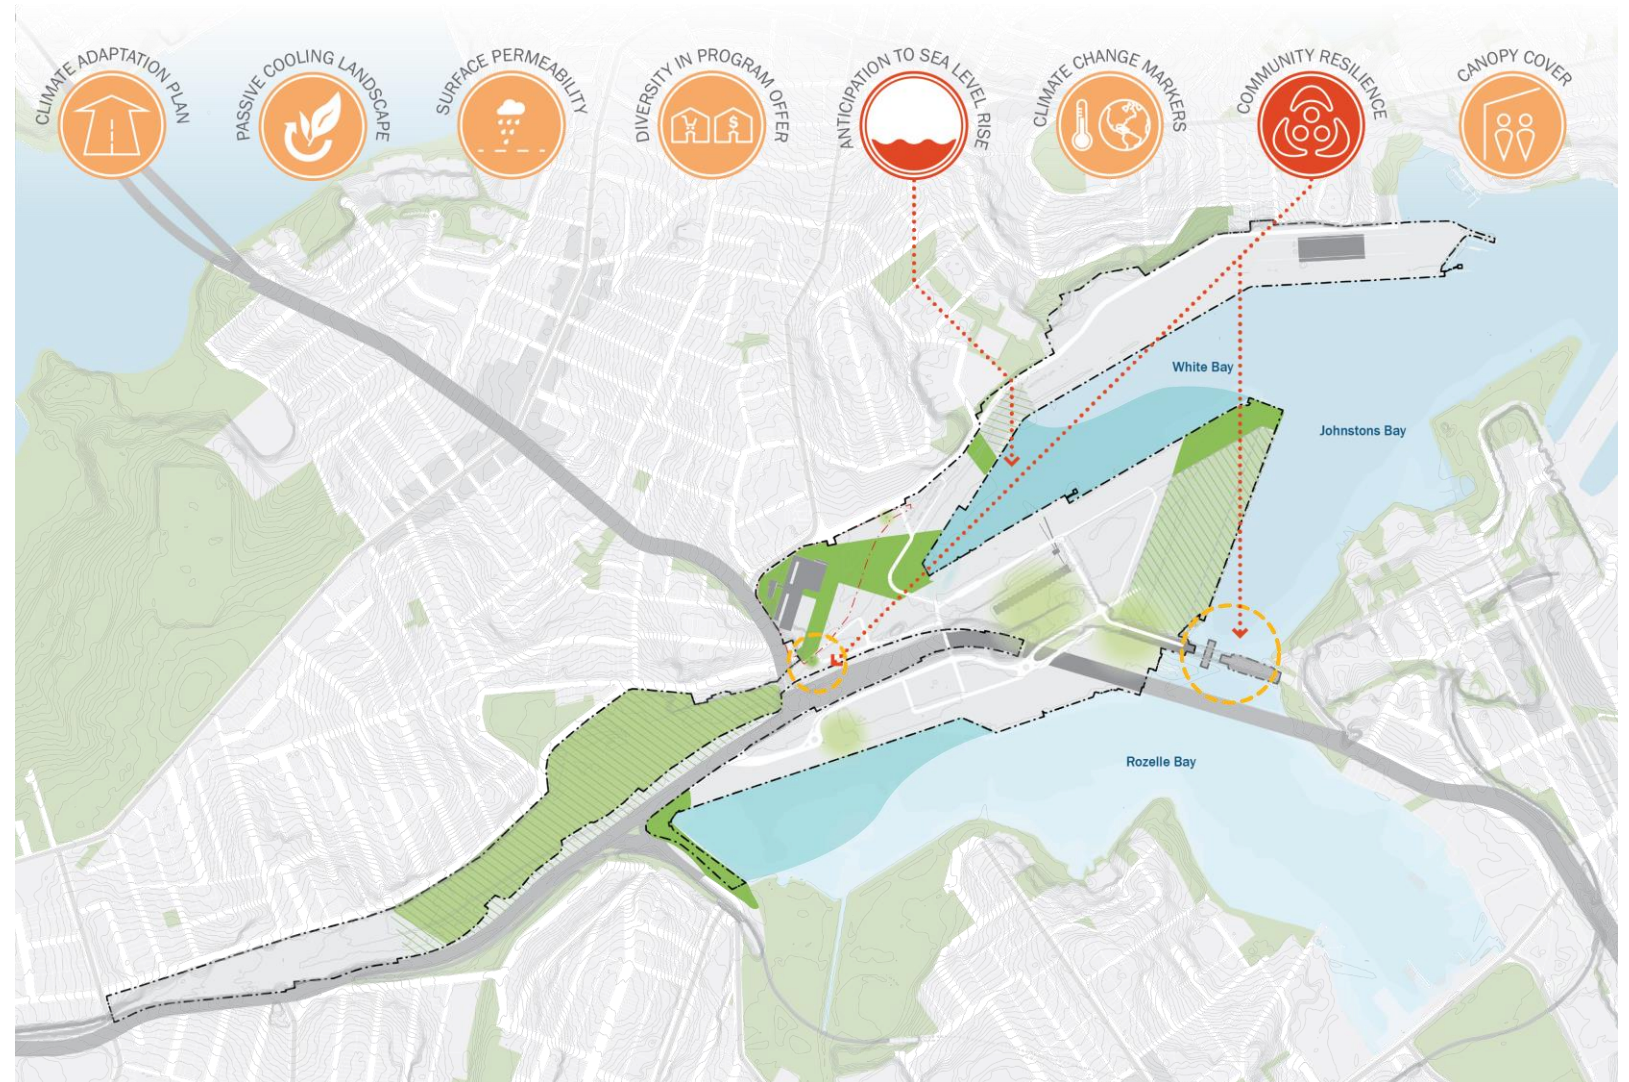 CLIMATE ADAPTATION PLAN
PASSIVE COOLING LANDSCAPE
SURFACE PERMEABILITY
DIVERSITY IN PROGRAM OFFER
$
ANTICIPATION TO SEA LEVEL RISE
CLIMATE CHANGE MARKERS
COMMUNITY RESILIENCE
CANOPY COVER
White Bay
Johnstons Bay
Rozelle Bay